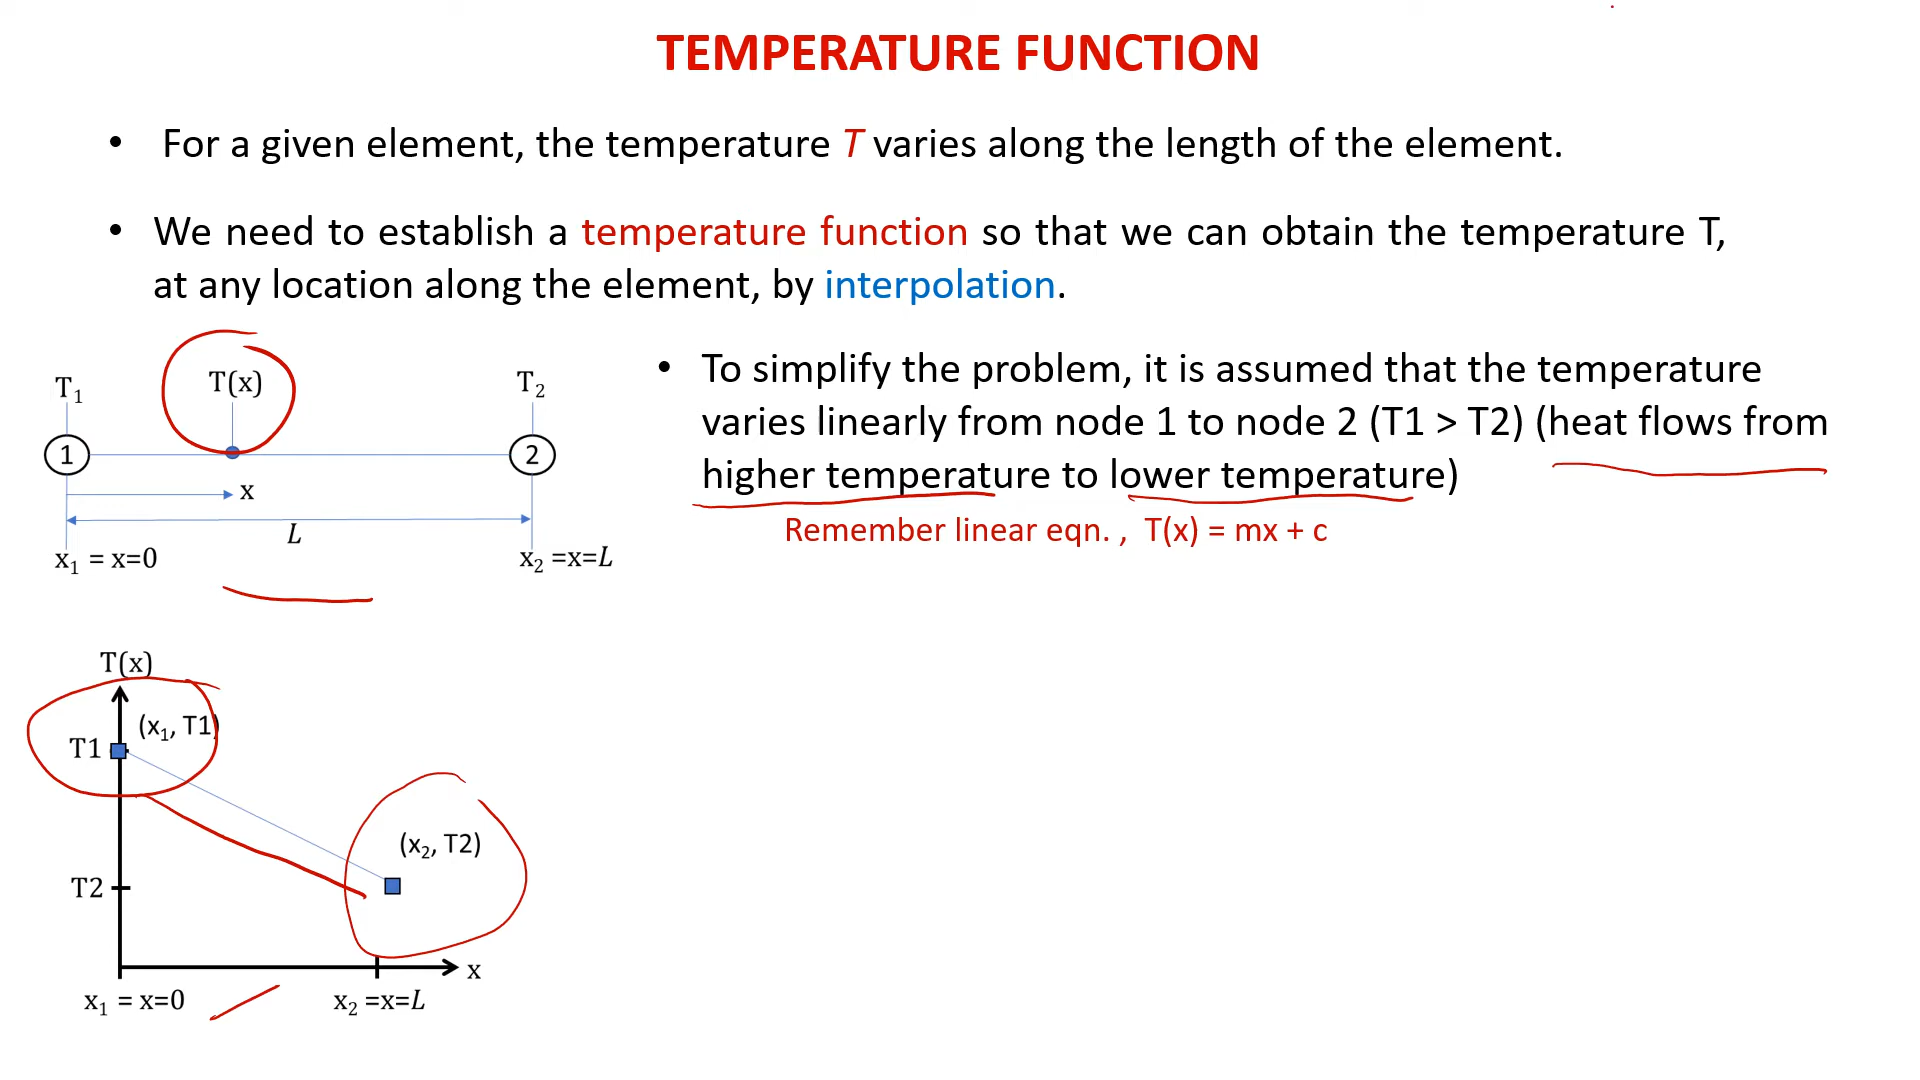 TEMPERATURE FUNCTION
• For a given element, the temperature T varies along the length of the element.
• We need to establish a temperature function so that we can obtain the temperature T,
at any location along the element, by interpolation.
• To simplify the problem, it is assumed that the temperature
varies linearly from node 1 to node 2 (T1 > T2) (heat flows from
higher temperature to lower temperature)
Remember linear eqn. , T(x) = mx + c
T₁ T(x) T₂
1 2
x
L
x₁ = x=0 x₂ =x=L
T(x)
(x₁, T1)
T1
(x₂, T2)
T2
x
x₁ = x=0 x₂ =x=L